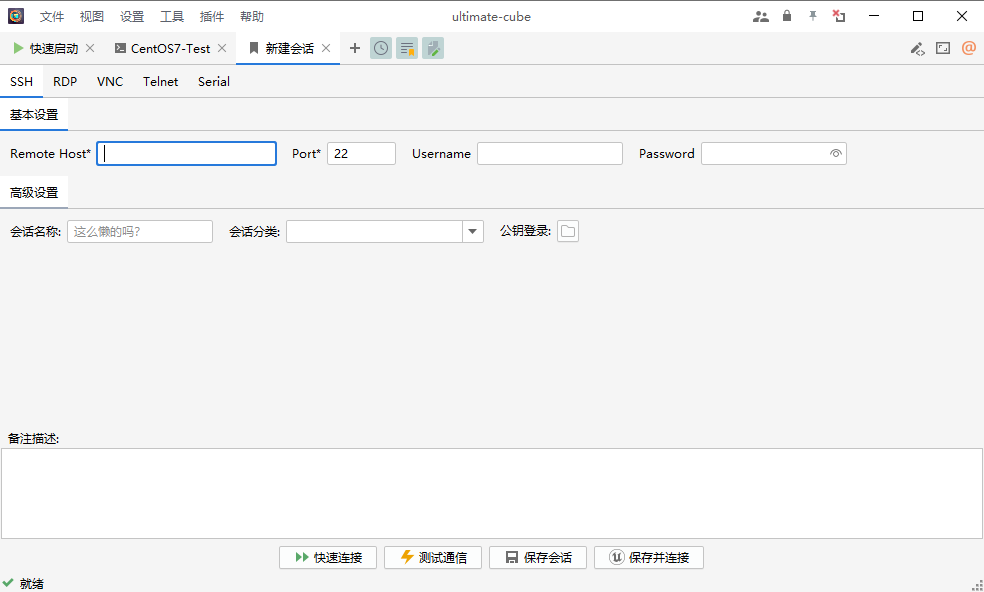 文件 视图 设置 工具 插件 帮助 ultimate-cube
快速启动 CentOS7-Test 新建会话
SSH RDP VNC Telnet Serial
基本设置
Remote Host* Port* 22 Username Password
高级设置
会话名称: 这么懒的吗? 会话分类: 公钥登录:
备注描述:
快速连接 测试通信 保存会话 保存并连接
就绪